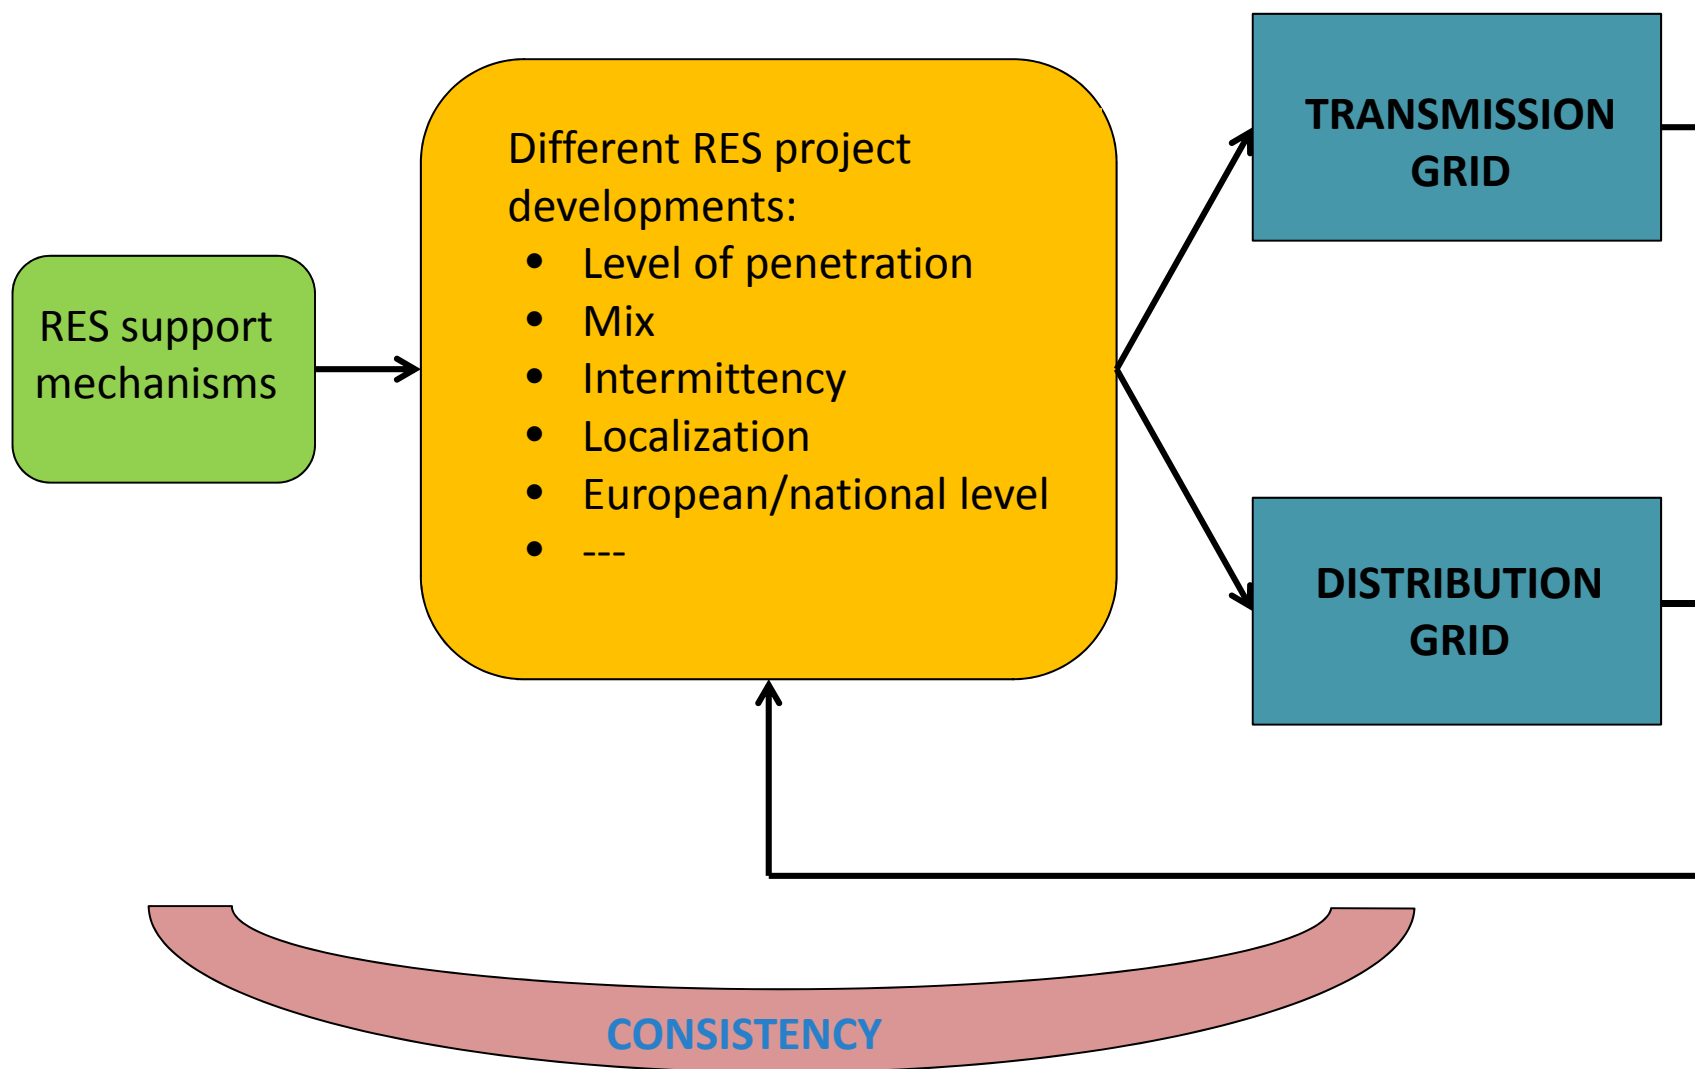 RES support
mechanisms
Different RES project
developments:
• Level of penetration
• Mix
• Intermittency
• Localization
• European/national level
• ---
TRANSMISSION
GRID
DISTRIBUTION
GRID
CONSISTENCY